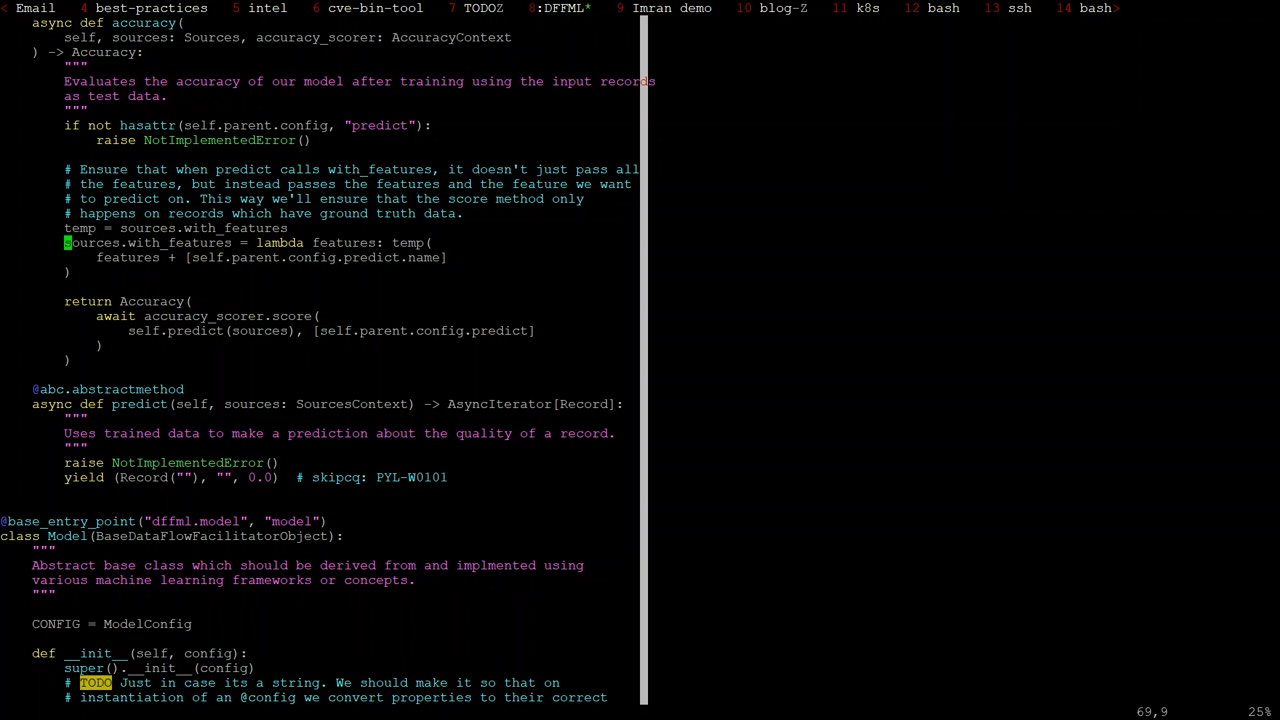 < Email  4 best-practices  5 intel  6 cve-bin-tool  7 TODOZ  8:DFFML*  9 Imran demo  10 blog-Z  11 k8s  12 bash  13 ssh  14 bash>
    async def accuracy(
        self, sources: Sources, accuracy_scorer: AccuracyContext
    ) -> Accuracy:
        """
        Evaluates the accuracy of our model after training using the input records
        as test data.
        """
        if not hasattr(self.parent.config, "predict"):
            raise NotImplementedError()

        # Ensure that when predict calls with_features, it doesn't just pass all
        # the features, but instead passes the features and the feature we want
        # to predict on. This way we'll ensure that the score method only
        # happens on records which have ground truth data.
        temp = sources.with_features
        sources.with_features = lambda features: temp(
            features + [self.parent.config.predict.name]
        )

        return Accuracy(
            await accuracy_scorer.score(
                self.predict(sources), [self.parent.config.predict]
            )
        )

    @abc.abstractmethod
    async def predict(self, sources: SourcesContext) -> AsyncIterator[Record]:
        """
        Uses trained data to make a prediction about the quality of a record.
        """
        raise NotImplementedError()
        yield (Record(""), "", 0.0)  # skipcq: PYL-W0101


@base_entry_point("dffml.model", "model")
class Model(BaseDataFlowFacilitatorObject):
    """
    Abstract base class which should be derived from and implmented using
    various machine learning frameworks or concepts.
    """

    CONFIG = ModelConfig

    def __init__(self, config):
        super().__init__(config)
        # TODO Just in case its a string. We should make it so that on
        # instantiation of an @config we convert properties to their correct
69,9  25%